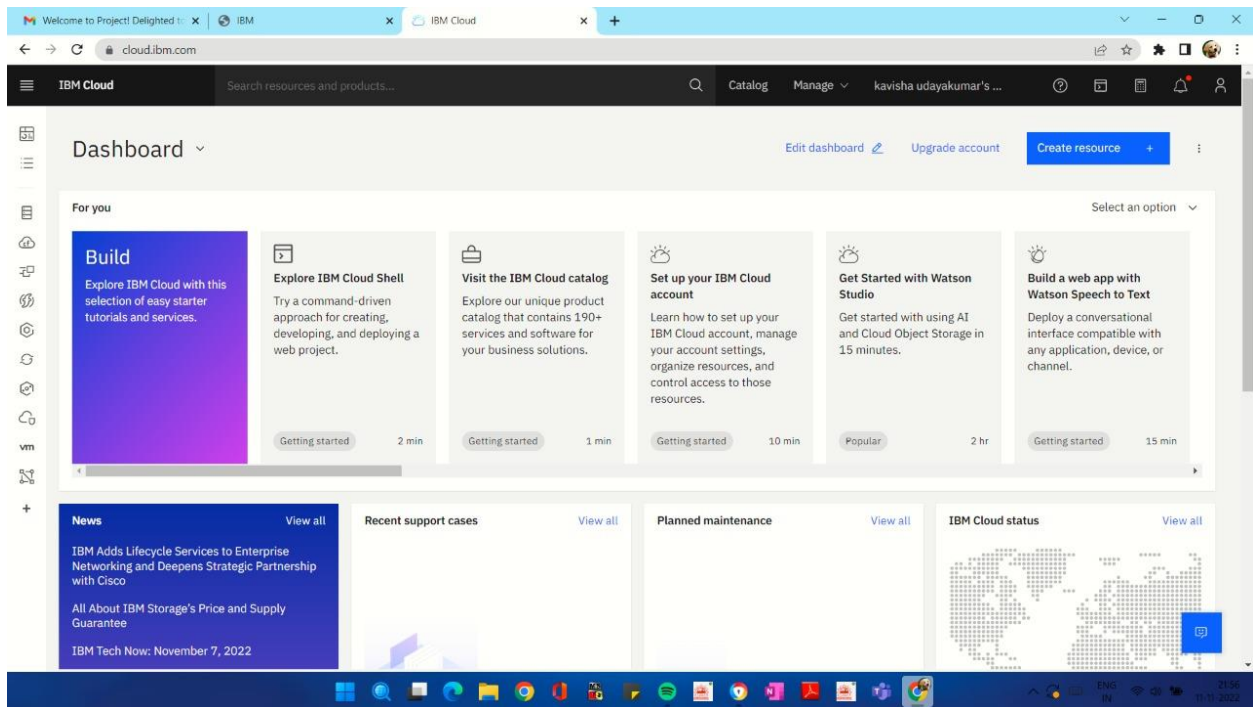 Welcome to Project! Delighted to
IBM
IBM Cloud
cloud.ibm.com
IBM Cloud
Search resources and products...
Catalog
Manage
kavisha udayakumar's ...
Dashboard
Edit dashboard
Upgrade account
Create resource +
For you
Select an option
Build
Explore IBM Cloud with this
selection of easy starter
tutorials and services.
Explore IBM Cloud Shell
Try a command-driven
approach for creating,
developing, and deploying a
web project.
Getting started 2 min
Visit the IBM Cloud catalog
Explore our unique product
catalog that contains 190+
services and software for
your business solutions.
Getting started 1 min
Set up your IBM Cloud
account
Learn how to set up your
IBM Cloud account, manage
your account settings,
organize resources, and
control access to those
resources.
Getting started 10 min
Get Started with Watson
Studio
Get started with using AI
and Cloud Object Storage in
15 minutes.
Popular 2 hr
Build a web app with
Watson Speech to Text
Deploy a conversational
interface compatible with
any application, device, or
channel.
Getting started 15 min
vm
News View all
IBM Adds Lifecycle Services to Enterprise
Networking and Deepens Strategic Partnership
with Cisco
All About IBM Storage's Price and Supply
Guarantee
IBM Tech Now: November 7, 2022
Recent support cases View all
Planned maintenance View all
IBM Cloud status View all
ENG
IN
21:56
11-11-2022